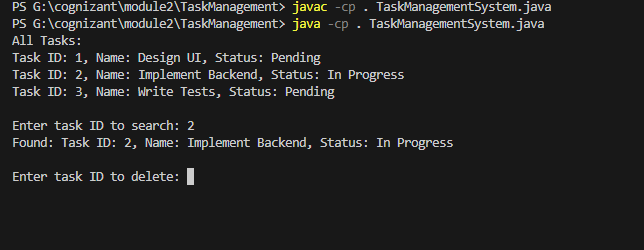 PS G:\cognizant\module2\TaskManagement> javac -cp . TaskManagementSystem.java
PS G:\cognizant\module2\TaskManagement> java -cp . TaskManagementSystem.java
All Tasks:
Task ID: 1, Name: Design UI, Status: Pending
Task ID: 2, Name: Implement Backend, Status: In Progress
Task ID: 3, Name: Write Tests, Status: Pending
Enter task ID to search: 2
Found: Task ID: 2, Name: Implement Backend, Status: In Progress
Enter task ID to delete: